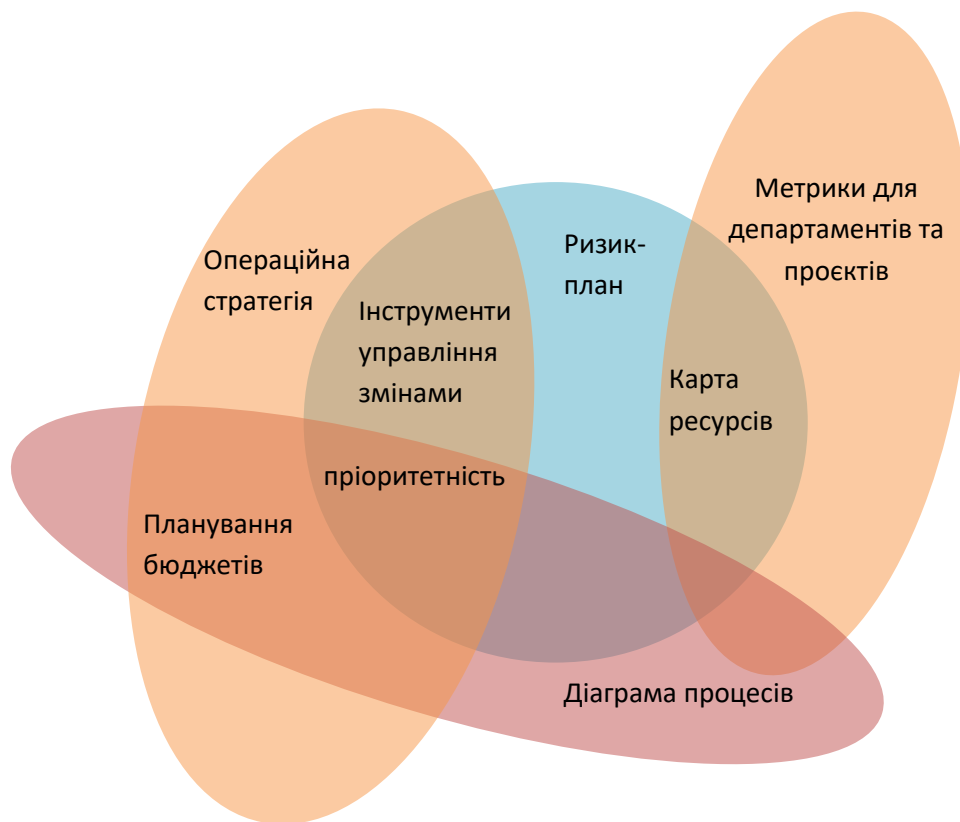 Метрики для
департаментів та
проєктів
Операційна
стратегія
Ризик-
план
Інструменти
управління
змінами
Карта
ресурсів
пріоритетність
Планування
бюджетів
Діаграма процесів